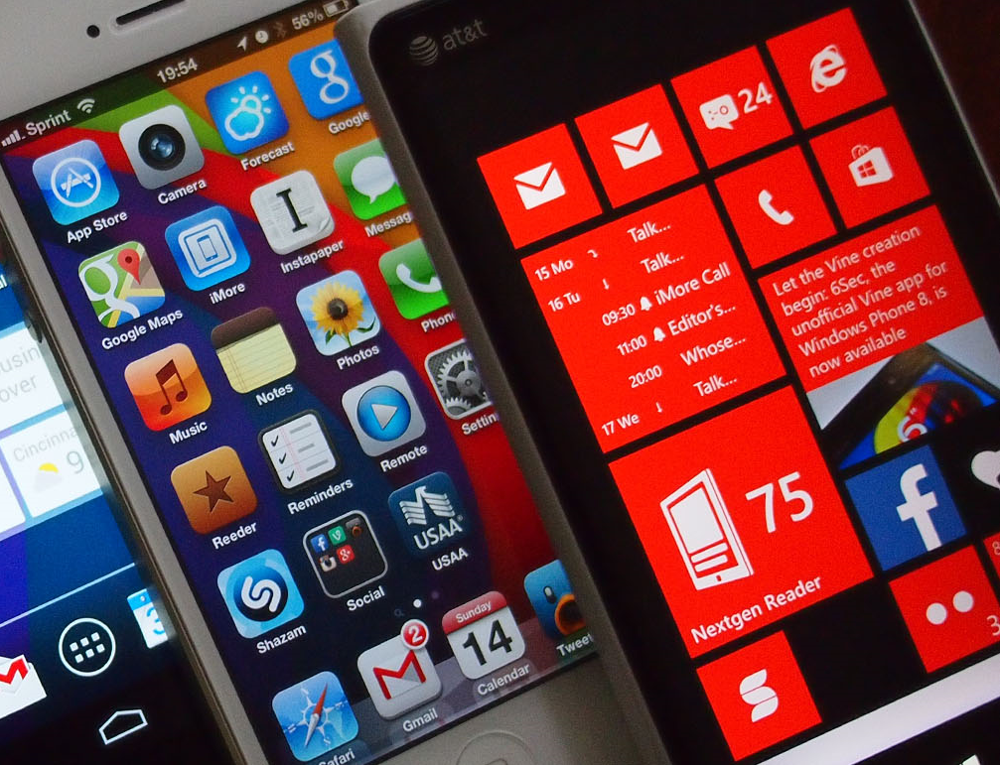 usin
over
Cincinna
9
Sprint
19:54
56%
App Store
Camera
Forecast
Google
Google Maps
iMore
Instapaper
Messag
Music
Notes
Photos
Phone
Reeder
Reminders
Remote
Settin
Shazam
Social
USAA
USAA
Safari
2
Gmail
Sunday
14
Calendar
Tweet
at&t
24
15 Mo
Talk...
16 Tu
Talk...
09:30 iMore Call
11:00 Editor's...
20:00 Whose...
17 We
Talk...
Let the Vine creation
begin: 6Sec, the
unofficial Vine app for
Windows Phone 8, is
now available
6
75
Nextgen Reader
f
3